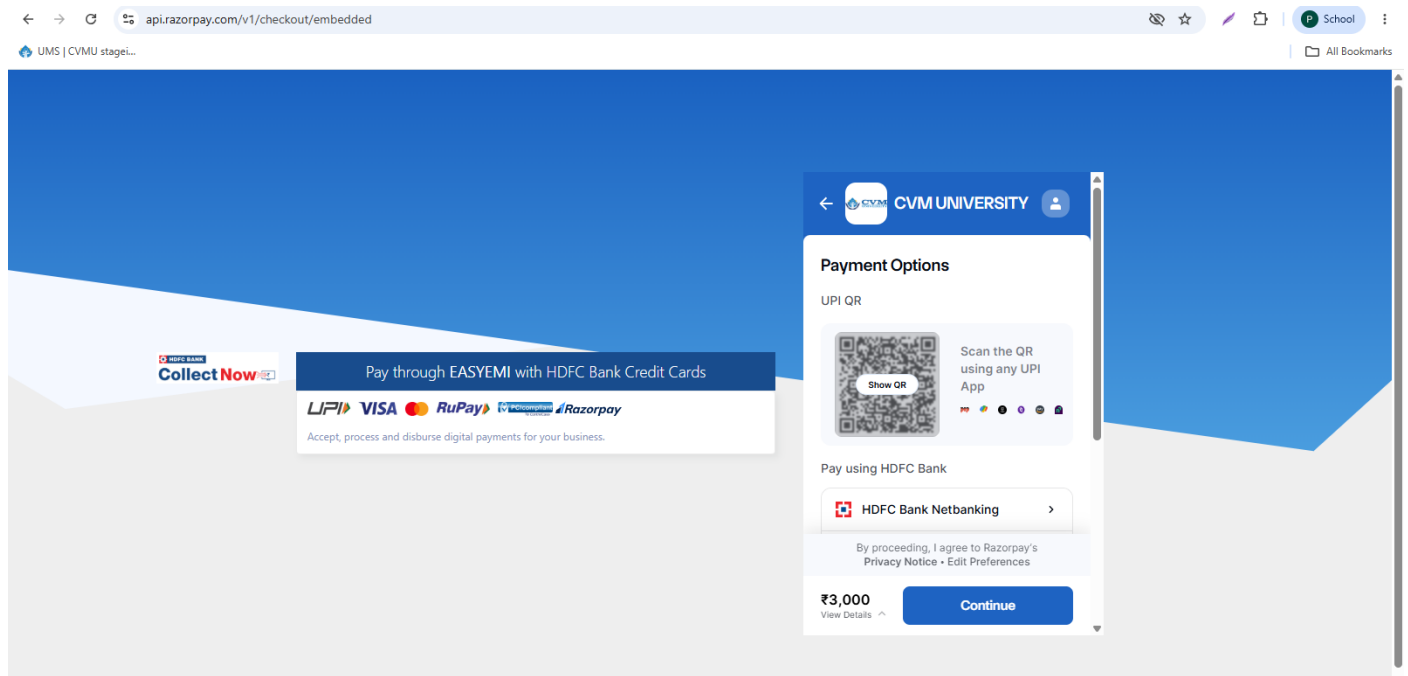 api.razorpay.com/v1/checkout/embedded
School
UMS | CVMU stagei...
All Bookmarks
HDFC BANK
Collect Now
Pay through EASYEMI with HDFC Bank Credit Cards
UPI VISA RuPay PCI compliant Razorpay
Accept, process and disburse digital payments for your business.
CVM
CVM UNIVERSITY
Payment Options
UPI QR
Show QR
Scan the QR
using any UPI
App
Pay using HDFC Bank
HDFC Bank Netbanking
By proceeding, I agree to Razorpay's
Privacy Notice • Edit Preferences
₹3,000
View Details
Continue